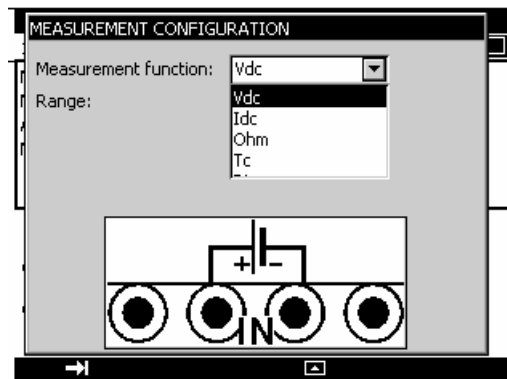 MEASUREMENT CONFIGURATION
Measurement function: Vdc
Range:
Vdc
Idc
Ohm
Tc
+ -
IN